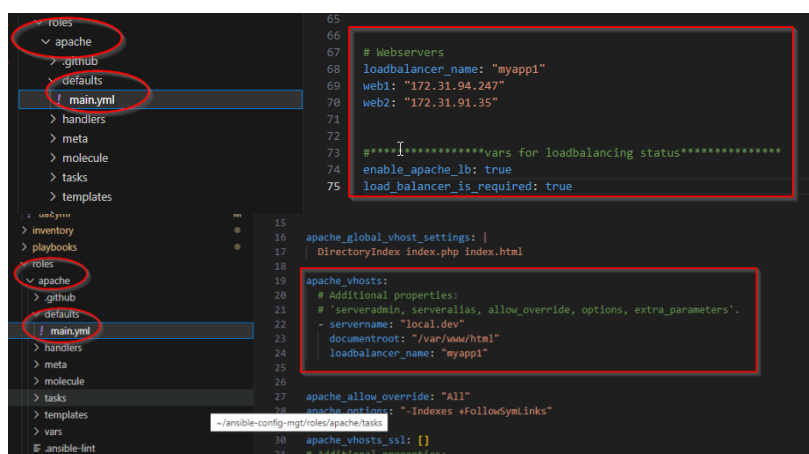 roles
apache
.github
defaults
! main.yml
handlers
meta
molecule
tasks
templates
65
66
67 # Webservers
68 loadbalancer_name: "myapp1"
69 web1: "172.31.94.247"
70 web2: "172.31.91.35"
71
72
73 #*****************vars for loadbalancing status***************
74 enable_apache_lb: true
75 load_balancer_is_required: true
M
inventory
playbooks
roles
apache
.github
defaults
! main.yml
handlers
meta
molecule
tasks
templates
vars
.ansible-lint
15
16 apache_global_vhost_settings: |
17 DirectoryIndex index.php index.html
18
19 apache_vhosts:
20 # Additional properties:
21 # 'serveradmin, serveralias, allow_override, options, extra_parameters'.
22 - servername: "local.dev"
23 documentroot: "/var/www/html"
24 loadbalancer_name: "myapp1"
25
26
27 apache_allow_override: "All"
28 apache_options: "-Indexes +FollowSymLinks"
~/ansible-config-mgt/roles/apache/tasks
30 apache_vhosts_ssl: []